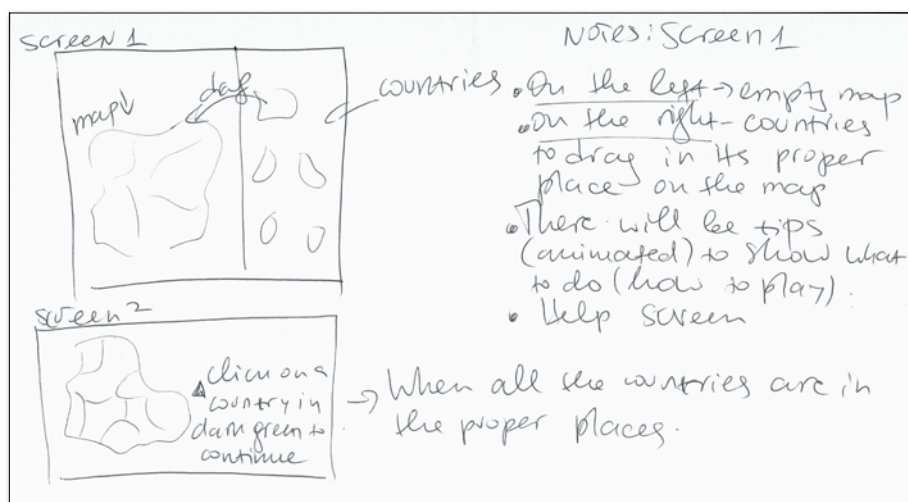 screen 1
map↓
drag
countries
Notes: Screen 1
• On the left → empty map
• On the right - countries
to drag in its proper
place on the map
• There will be tips
(animated) to show what
to do (how to play).
• Help screen
screen 2
click on a
country in
dark green to
continue
→ When all the countries are in
the proper places.